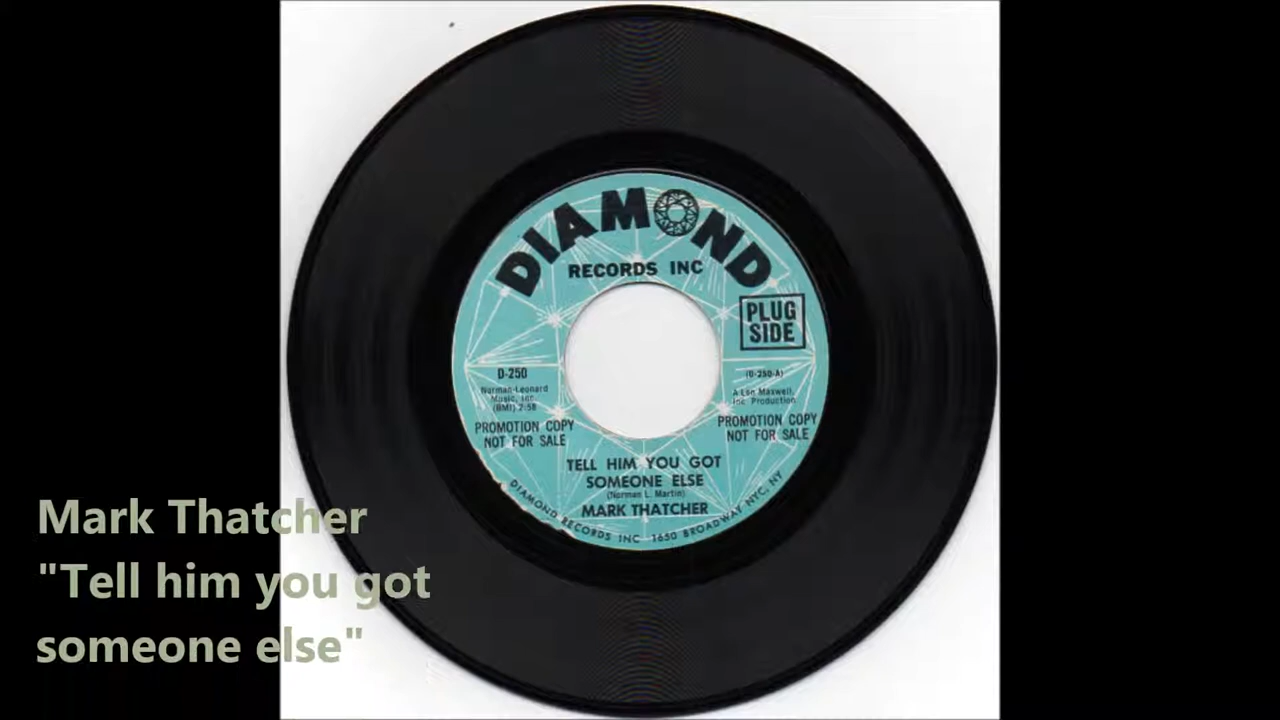 DIAMOND
RECORDS INC
PLUG
SIDE
D-250
Norman-Leonard
Music, Inc.
(BMI) 2:58
PROMOTION COPY
NOT FOR SALE
(D-250-A)
A Len Maxwell,
Inc. Production
PROMOTION COPY
NOT FOR SALE
TELL HIM YOU GOT
SOMEONE ELSE
(Norman L. Martin)
MARK THATCHER
DIAMOND RECORDS INC 1650 BROADWAY NYC, NY
Mark Thatcher
"Tell him you got
someone else"